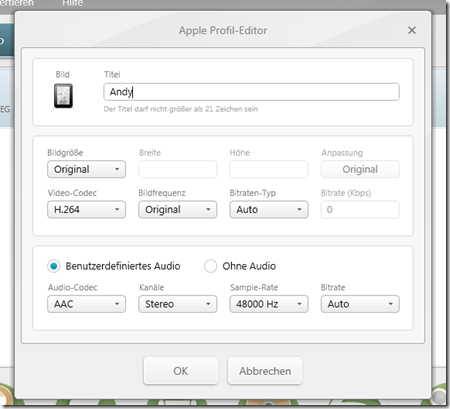 Hilfe
Apple Profil-Editor
Bild Titel
Andy
Der Titel darf nicht größer als 21 Zeichen sein
Bildgröße Breite Höhe Anpassung
Original Original
Video-Codec Bildfrequenz Bitraten-Typ Bitrate (Kbps)
H.264 Original Auto 0
Benutzerdefiniertes Audio Ohne Audio
Audio-Codec Kanäle Sample-Rate Bitrate
AAC Stereo 48000 Hz Auto
OK Abbrechen